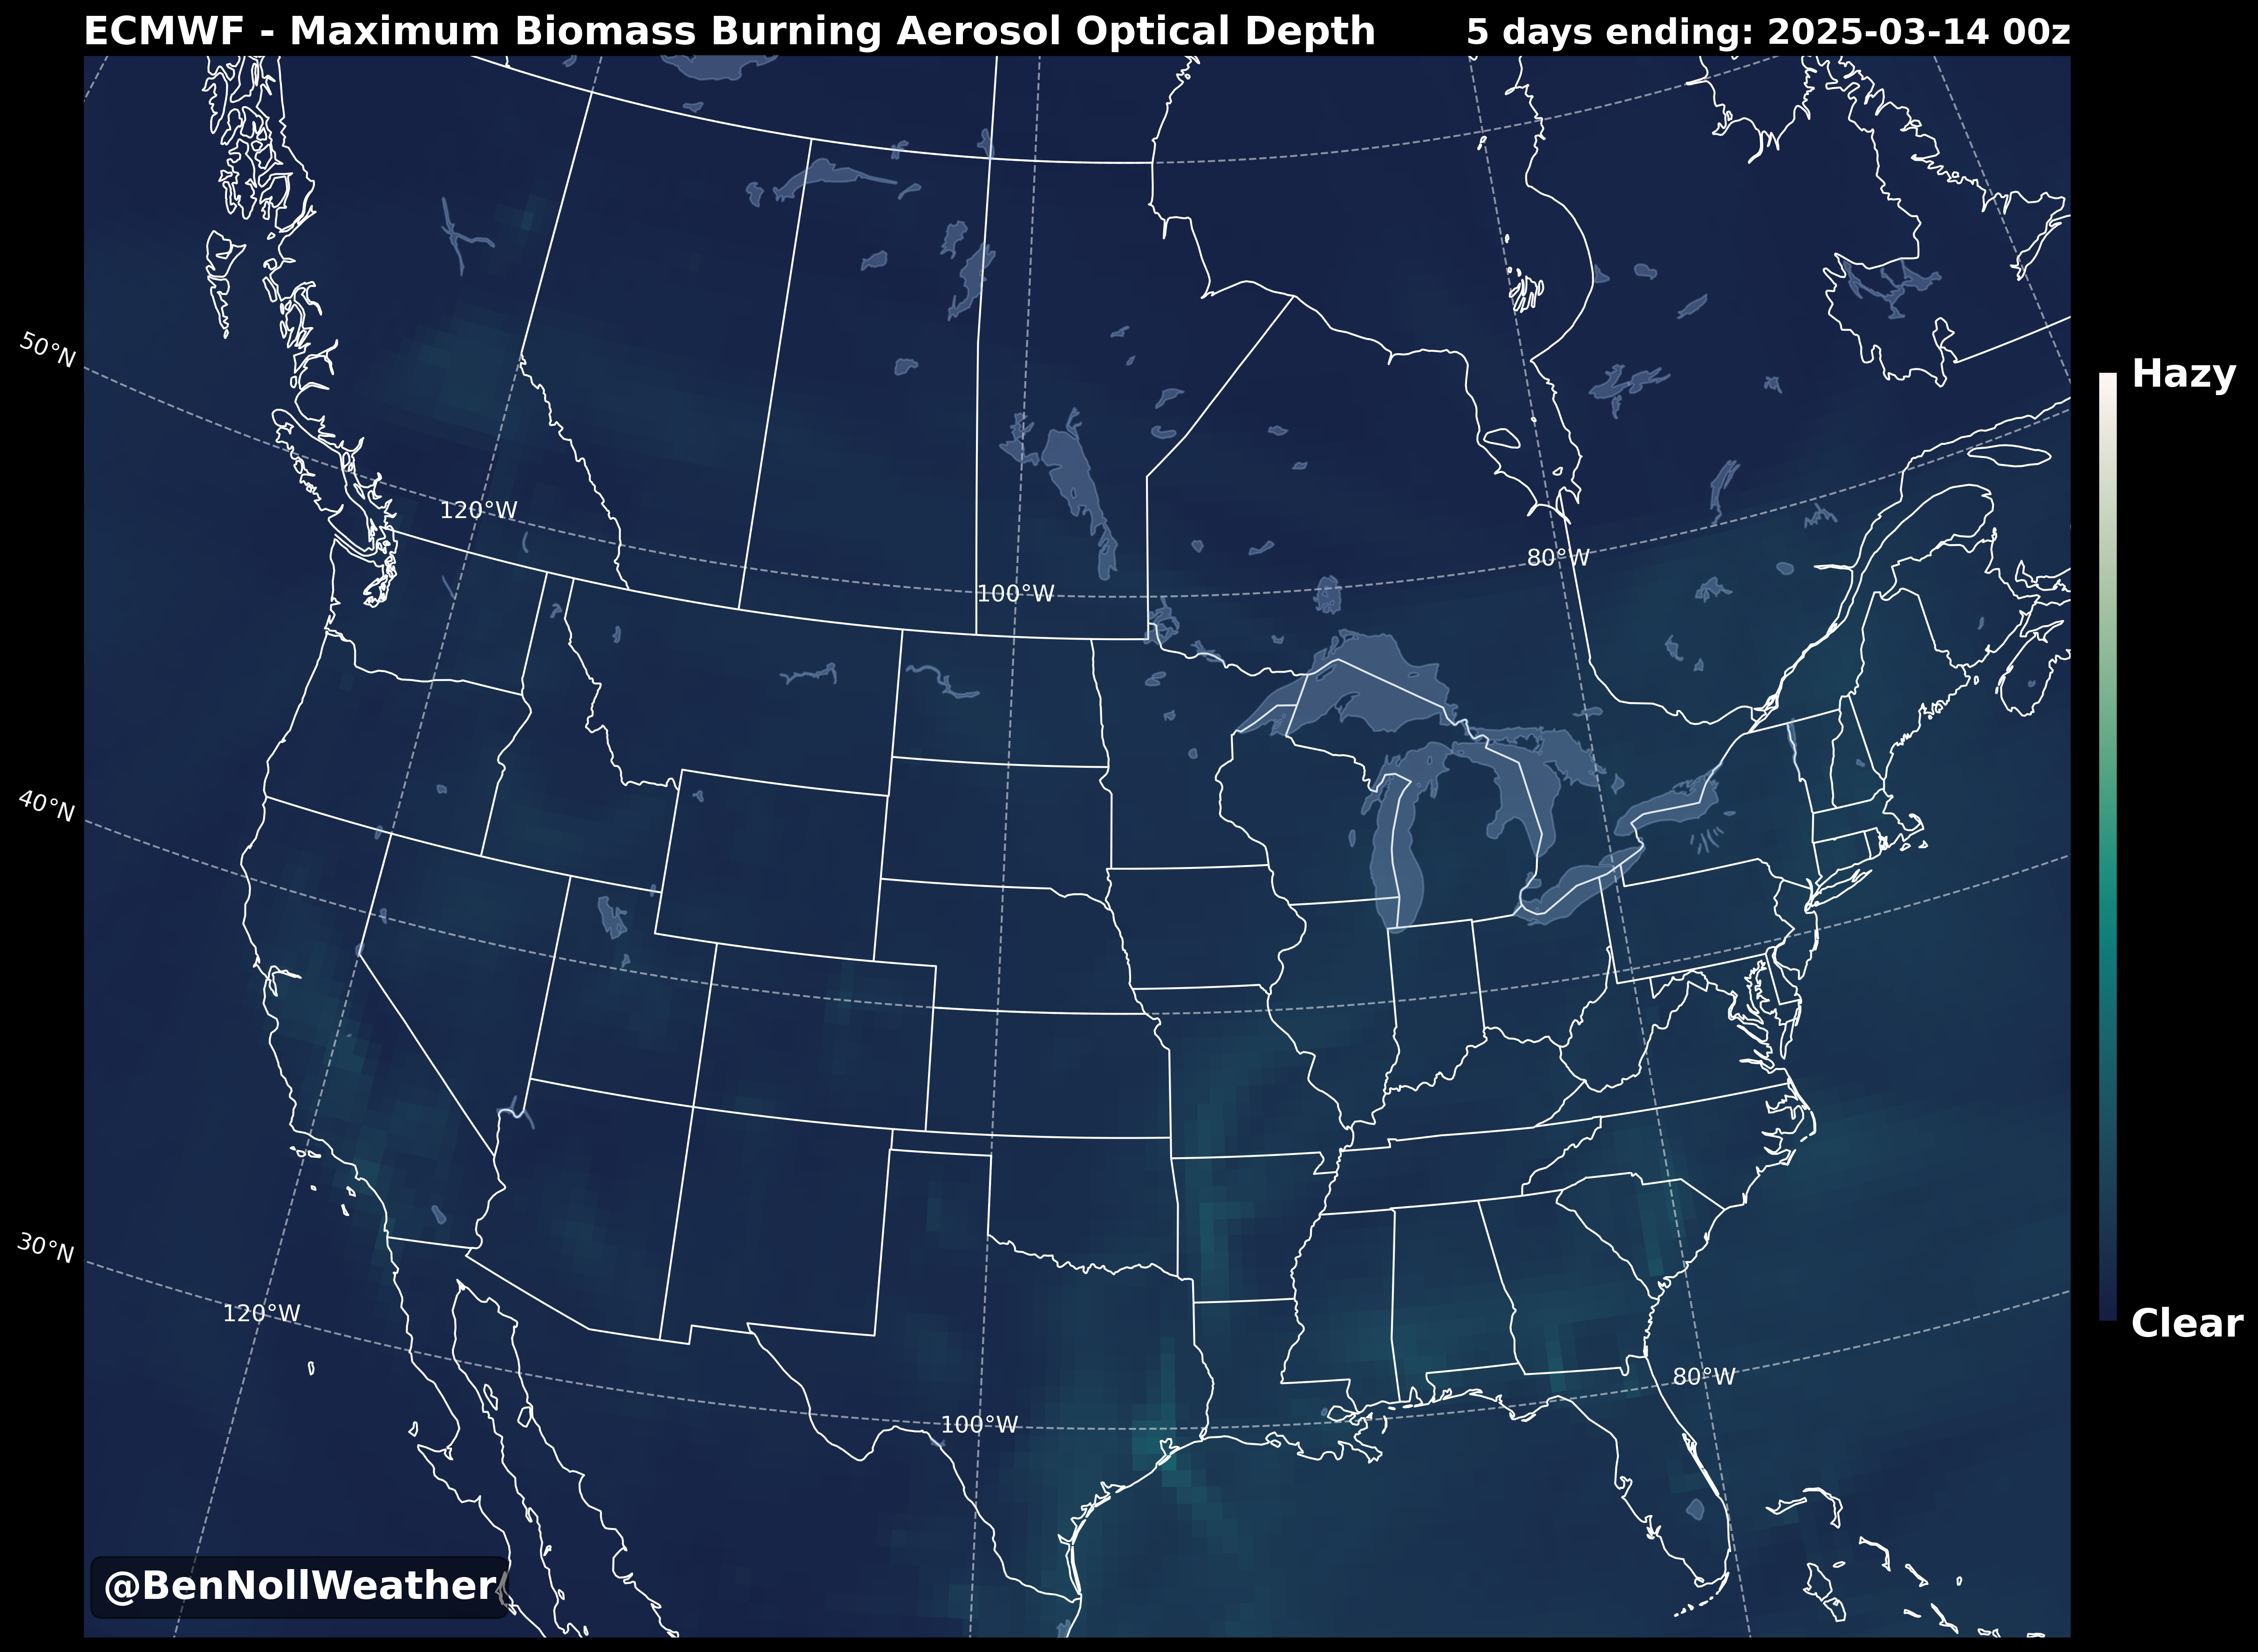 ECMWF - Maximum Biomass Burning Aerosol Optical Depth
5 days ending: 2025-03-14 00z
50°N
Hazy
120°W
80°W
100°W
40°N
30°N
120°W
Clear
80°W
100°W
@BenNollWeather